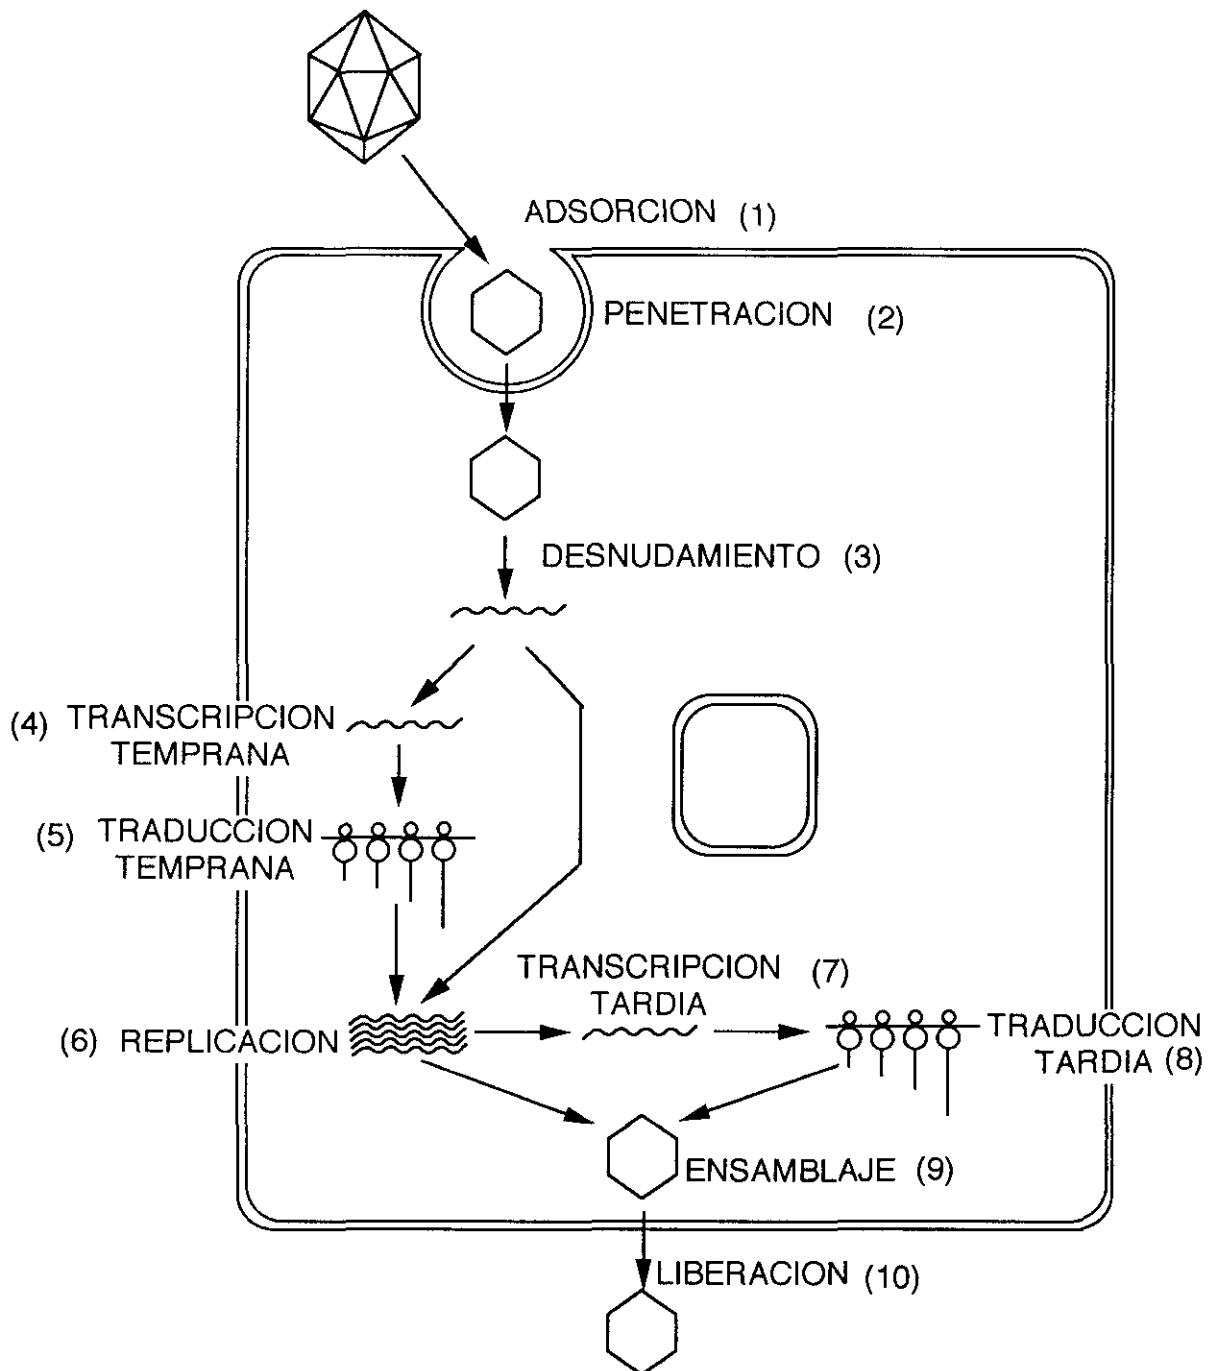 ADSORCION (1)
PENETRACION (2)
DESNUDAMIENTO (3)
(4) TRANSCRIPCION
TEMPRANA
(5) TRADUCCION
TEMPRANA
TRANSCRIPCION (7)
TARDIA
(6) REPLICACION
TRADUCCION
TARDIA (8)
ENSAMBLAJE (9)
LIBERACION (10)